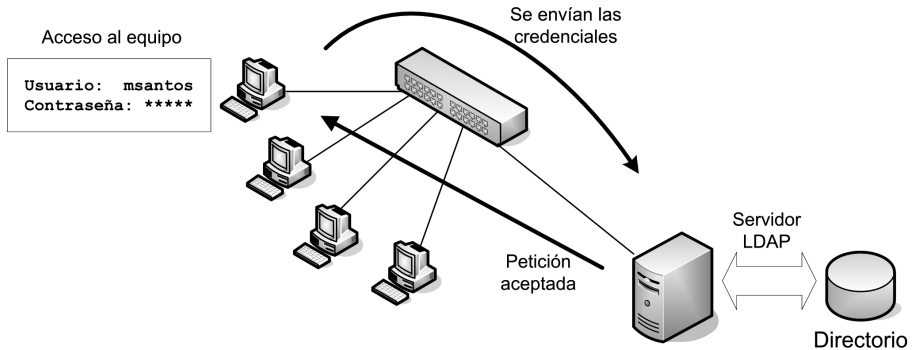 Acceso al equipo
Usuario: msantos
Contraseña: *****
Se envían las
credenciales
Petición
aceptada
Servidor
LDAP
Directorio